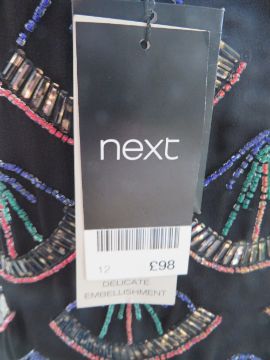 next
12 £98
DELICATE
EMBELLISHMENT